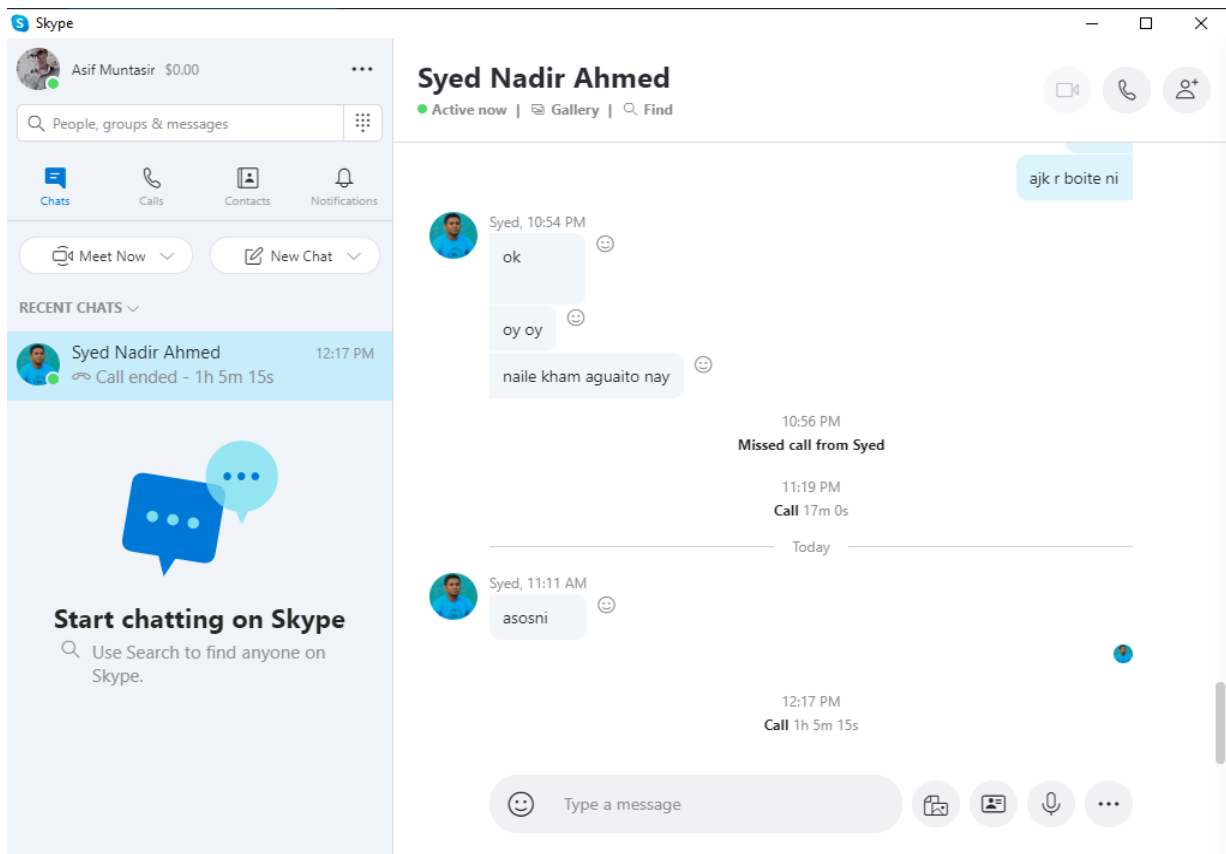 Skype
Asif Muntasir $0.00
People, groups & messages
Chats
Calls
Contacts
Notifications
Meet Now
New Chat
RECENT CHATS
Syed Nadir Ahmed 12:17 PM
Call ended - 1h 5m 15s
Start chatting on Skype
Use Search to find anyone on
Skype.
Syed Nadir Ahmed
Active now | Gallery | Find
ajk r boite ni
Syed, 10:54 PM
ok
oy oy
naile kham aguaito nay
10:56 PM
Missed call from Syed
11:19 PM
Call 17m 0s
Today
Syed, 11:11 AM
asosni
12:17 PM
Call 1h 5m 15s
Type a message